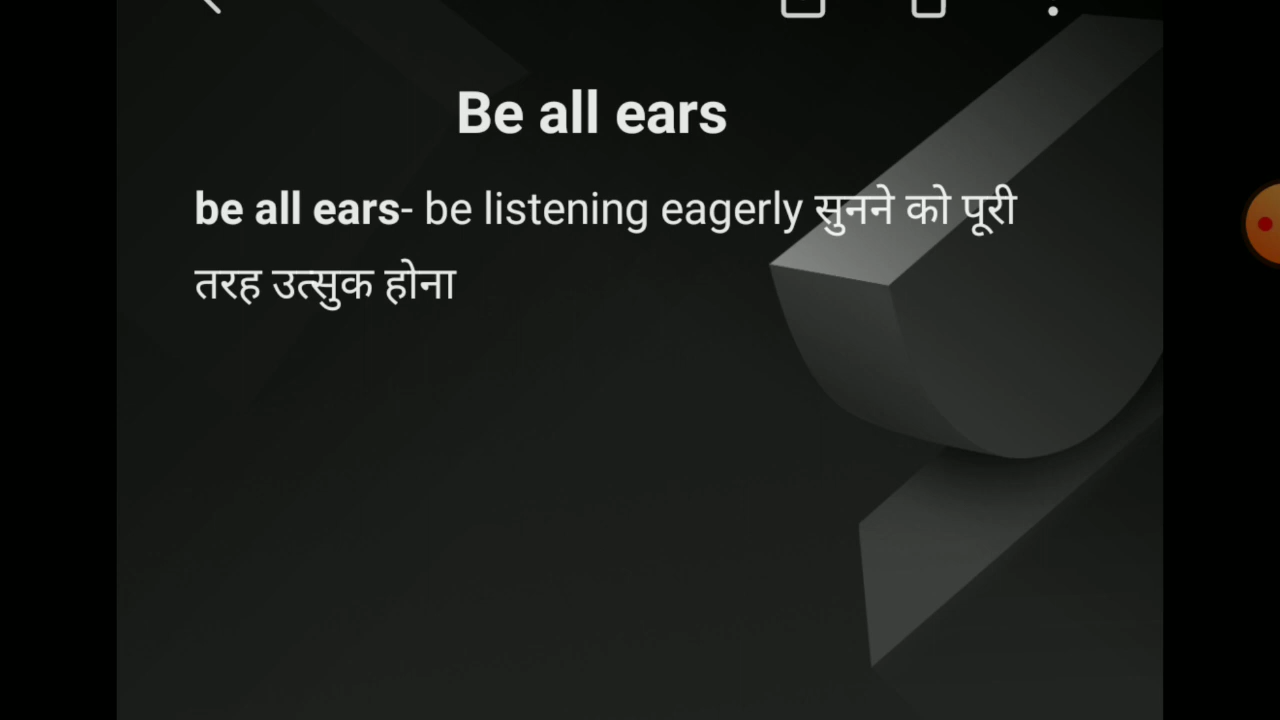 Be all ears
be all ears- be listening eagerly सुनने को पूरी
तरह उत्सुक होना